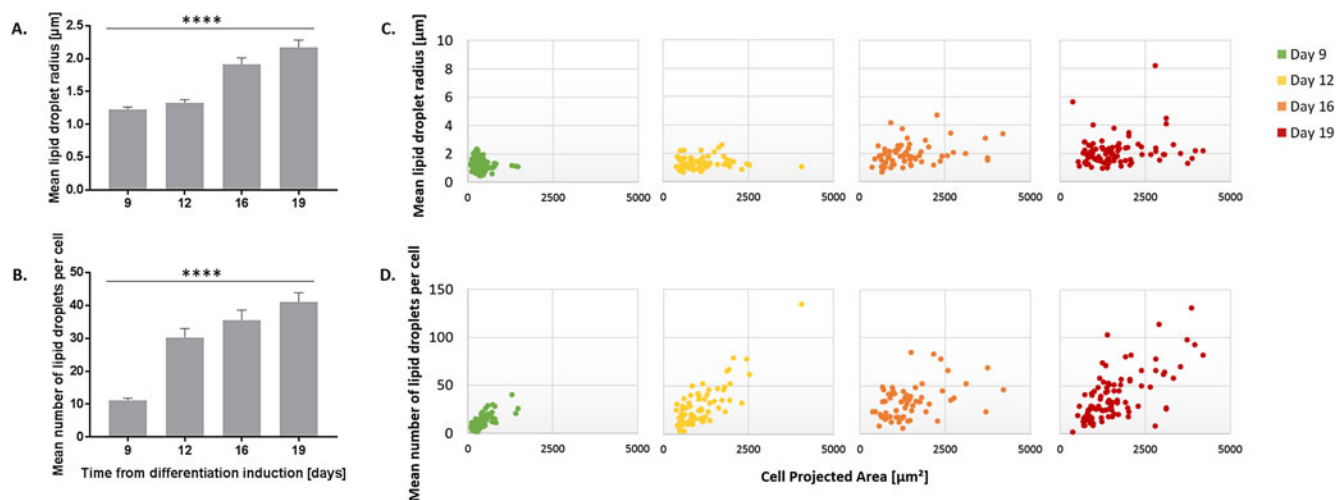 A.
Mean lipid droplet radius [µm]
****
2.5
2.0
1.5
1.0
0.5
0.0
9 12 16 19
C.
Mean lipid droplet radius [µm]
10
8
6
4
2
0
0 2500 5000 0 2500 5000 0 2500 5000 0 2500 5000
Day 9
Day 12
Day 16
Day 19
B.
Mean number of lipid droplets per cell
****
50
40
30
20
10
0
9 12 16 19
Time from differentiation induction [days]
D.
Mean number of lipid droplets per cell
150
100
50
0
0 2500 5000 0 2500 5000 0 2500 5000 0 2500 5000
Cell Projected Area [µm²]